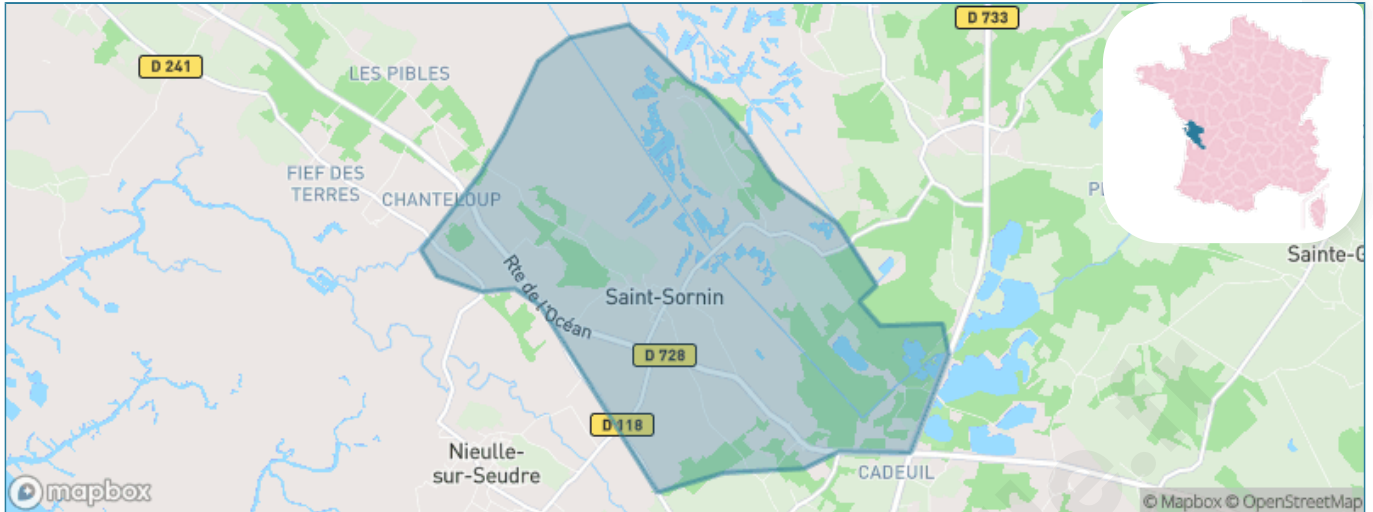 D 733
D 241
LES PIBLES
FIEF DES
TERRES
CHANTELOUP
Sainte-G
Rte de l'Océan
Saint-Sornin
D 728
D 118
Nieulle-
sur-Seudre
CADEUIL
mapbox
© Mapbox © OpenStreetMap